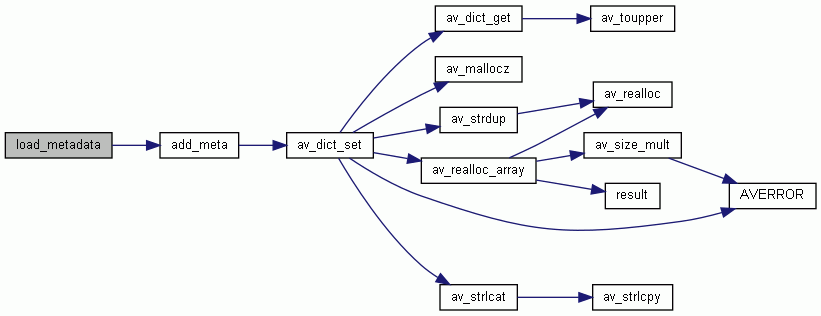 av_dict_get
av_toupper
av_mallocz
av_realloc
av_strdup
load_metadata
add_meta
av_dict_set
av_size_mult
av_realloc_array
result
AVERROR
av_strlcat
av_strlcpy